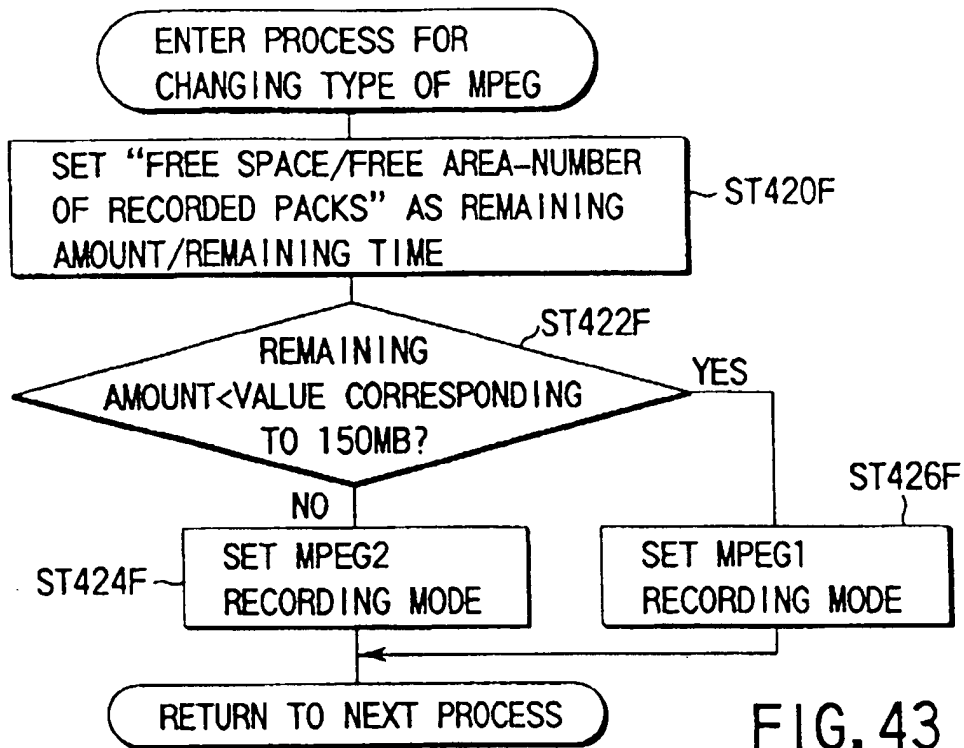 ENTER PROCESS FOR
CHANGING TYPE OF MPEG
SET “FREE SPACE/FREE AREA–NUMBER
OF RECORDED PACKS” AS REMAINING
AMOUNT/REMAINING TIME
ST420F
ST422F
REMAINING
AMOUNT<VALUE CORRESPONDING
TO 150MB?
YES
NO
ST426F
ST424F
SET MPEG2
RECORDING MODE
SET MPEG1
RECORDING MODE
RETURN TO NEXT PROCESS
FIG. 43